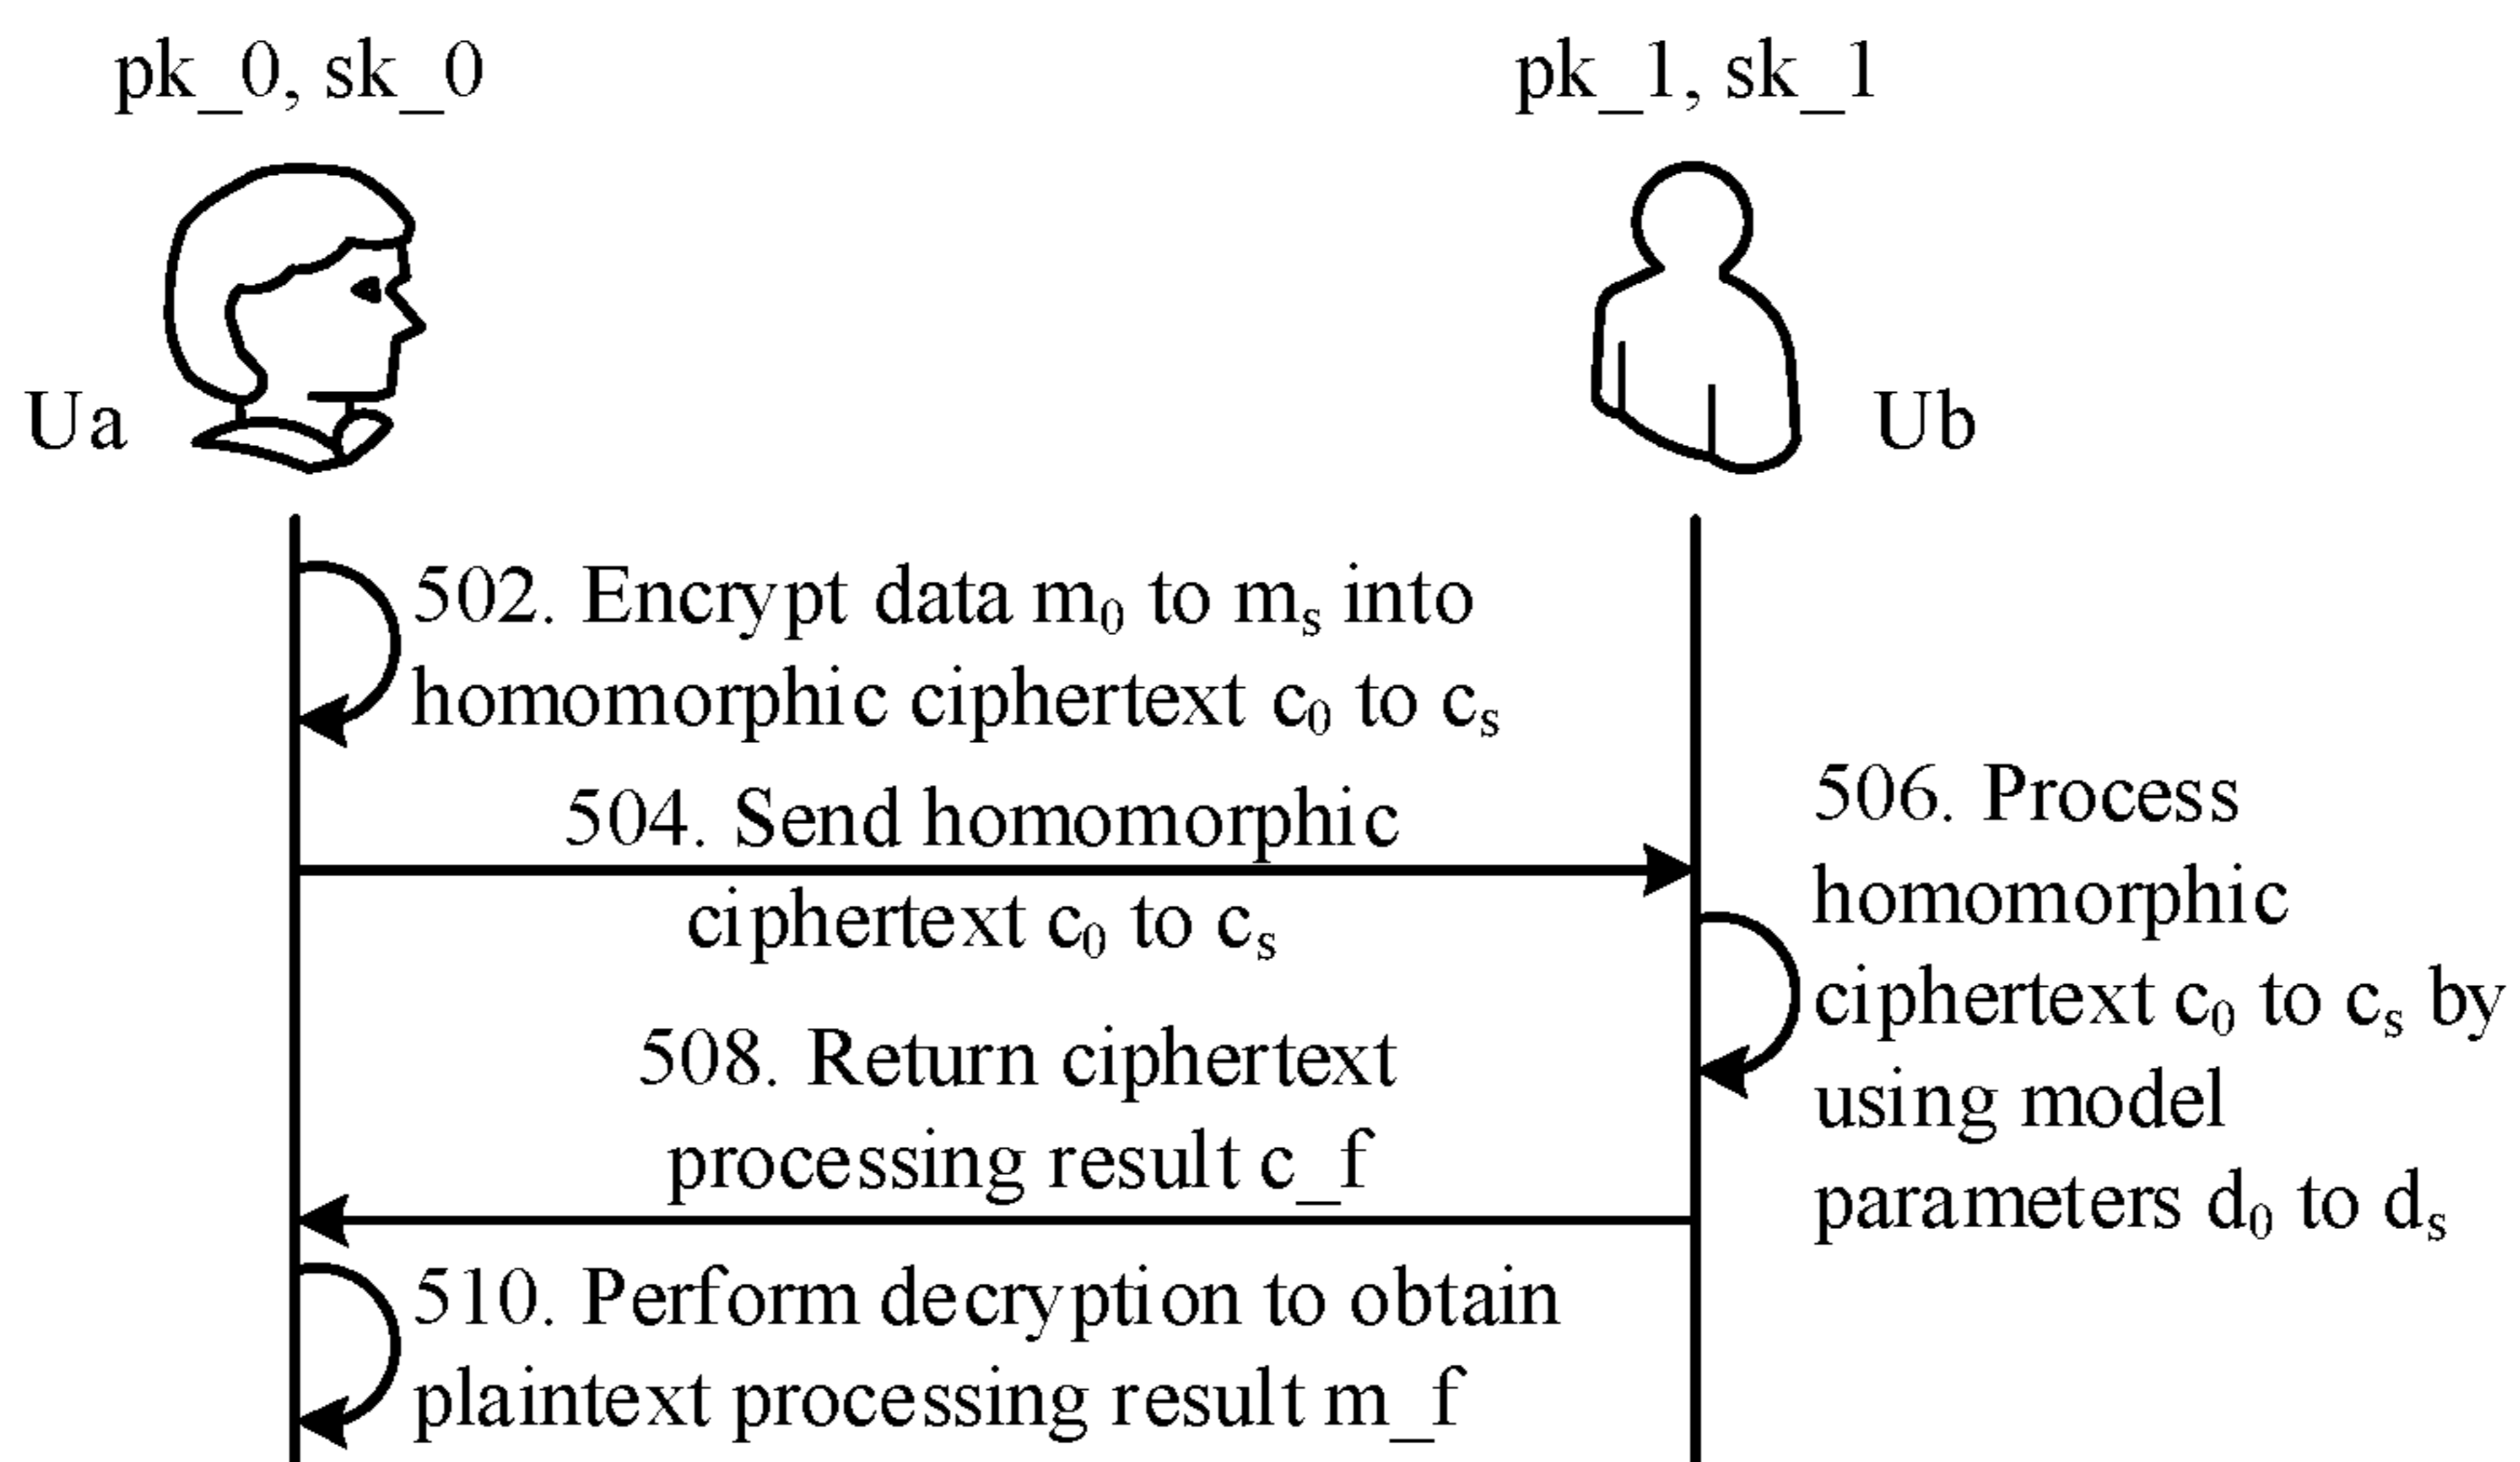 pk_0, sk_0
pk_1, sk_1
Ua
Ub
502. Encrypt data m₀ to mₛ into
homomorphic ciphertext c₀ to cₛ
504. Send homomorphic
ciphertext c₀ to cₛ
506. Process
homomorphic
ciphertext c₀ to cₛ by
using model
parameters d₀ to dₛ
508. Return ciphertext
processing result c_f
510. Perform decryption to obtain
plaintext processing result m_f